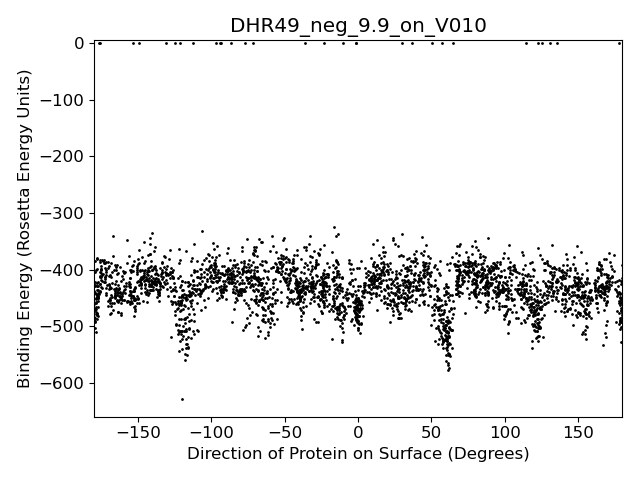 DHR49_neg_9.9_on_V010
0
−100
−200
−300
−400
−500
−600
Binding Energy (Rosetta Energy Units)
−150 −100 −50 0 50 100 150
Direction of Protein on Surface (Degrees)